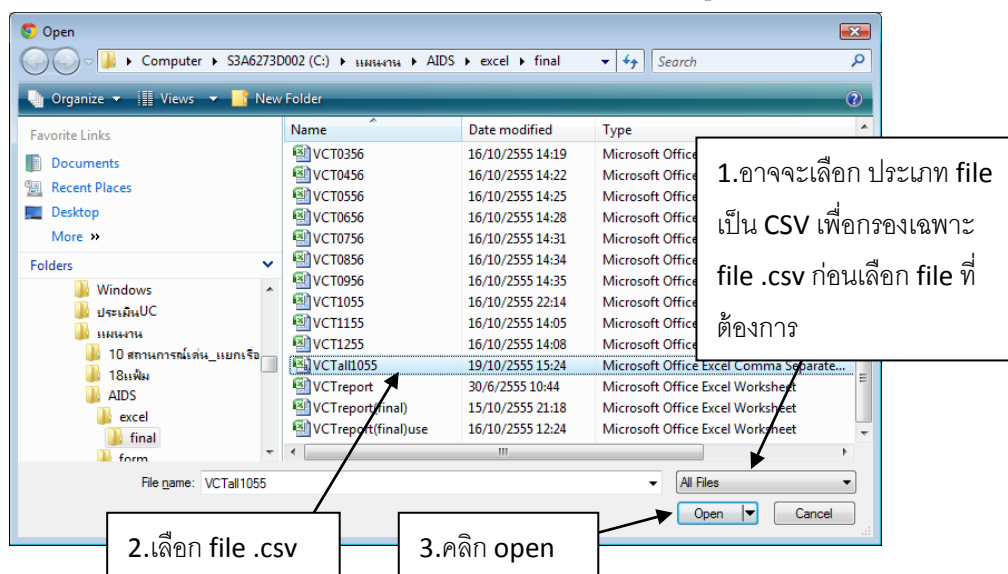 Open
Computer ▸ S3A6273D002 (C:) ▸ แผนงาน ▸ AIDS ▸ excel ▸ final
Search
Organize
Views
New Folder
Favorite Links
Documents
Recent Places
Desktop
More »
Folders
Windows
ประเมินUC
แผนงาน
10 สถานการณ์เด่น_แยกเรื่อ
18แฟ้ม
AIDS
excel
final
form
Name Date modified Type
VCT0356 16/10/2555 14:19 Microsoft Office
VCT0456 16/10/2555 14:22 Microsoft Office
VCT0556 16/10/2555 14:25 Microsoft Office
VCT0656 16/10/2555 14:28 Microsoft Office
VCT0756 16/10/2555 14:31 Microsoft Office
VCT0856 16/10/2555 14:34 Microsoft Office
VCT0956 16/10/2555 14:35 Microsoft Office
VCT1055 16/10/2555 22:14 Microsoft Office
VCT1155 16/10/2555 14:05 Microsoft Office
VCT1255 16/10/2555 14:08 Microsoft Office
VCTall1055 19/10/2555 15:24 Microsoft Office Excel Comma Separate...
VCTreport 30/6/2555 10:44 Microsoft Office Excel Worksheet
VCTreport(final) 15/10/2555 21:18 Microsoft Office Excel Worksheet
VCTreport(final)use 16/10/2555 12:24 Microsoft Office Excel Worksheet
1.อาจจะเลือก ประเภท file
เป็น CSV เพื่อกรองเฉพาะ
file .csv ก่อนเลือก file ที่
ต้องการ
File name: VCTall1055
All Files
Open
Cancel
2.เลือก file .csv
3.คลิก open